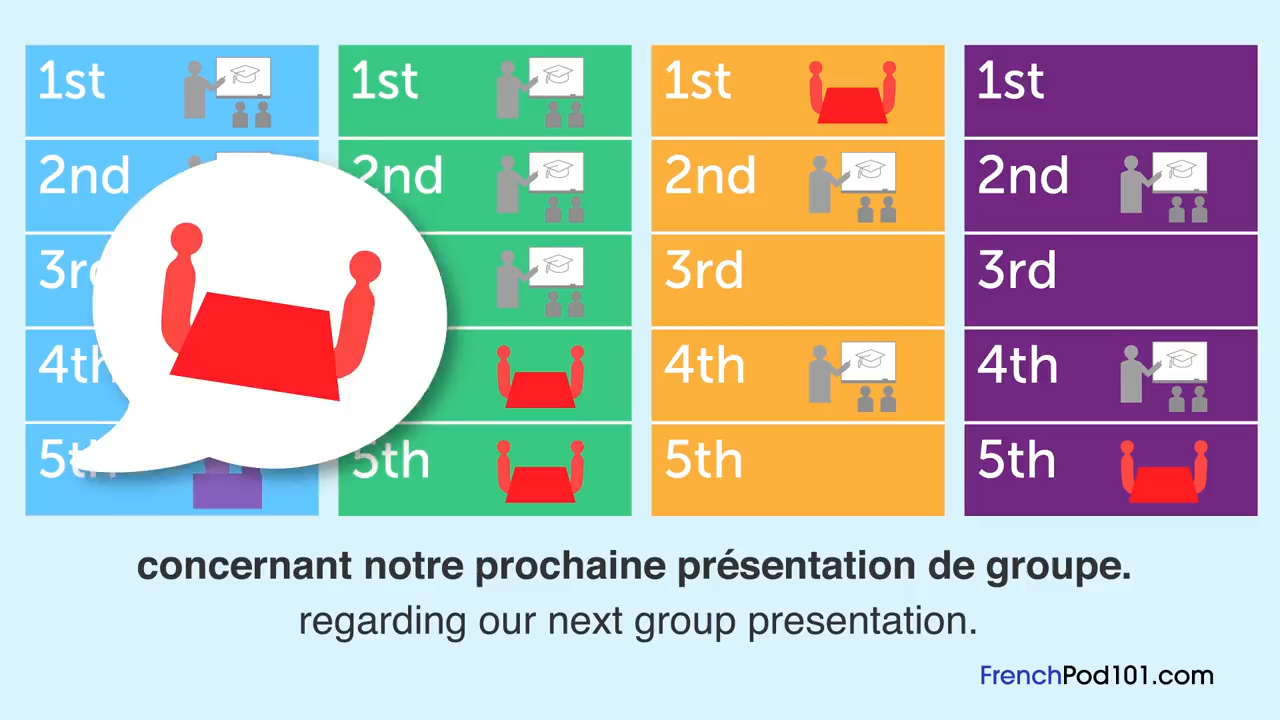 1st
1st
1st
1st
2nd
2nd
2nd
2nd
3rd
3rd
4th
4th
4th
5th
5th
5th
5th
concernant notre prochaine présentation de groupe.
regarding our next group presentation.
FrenchPod101.com